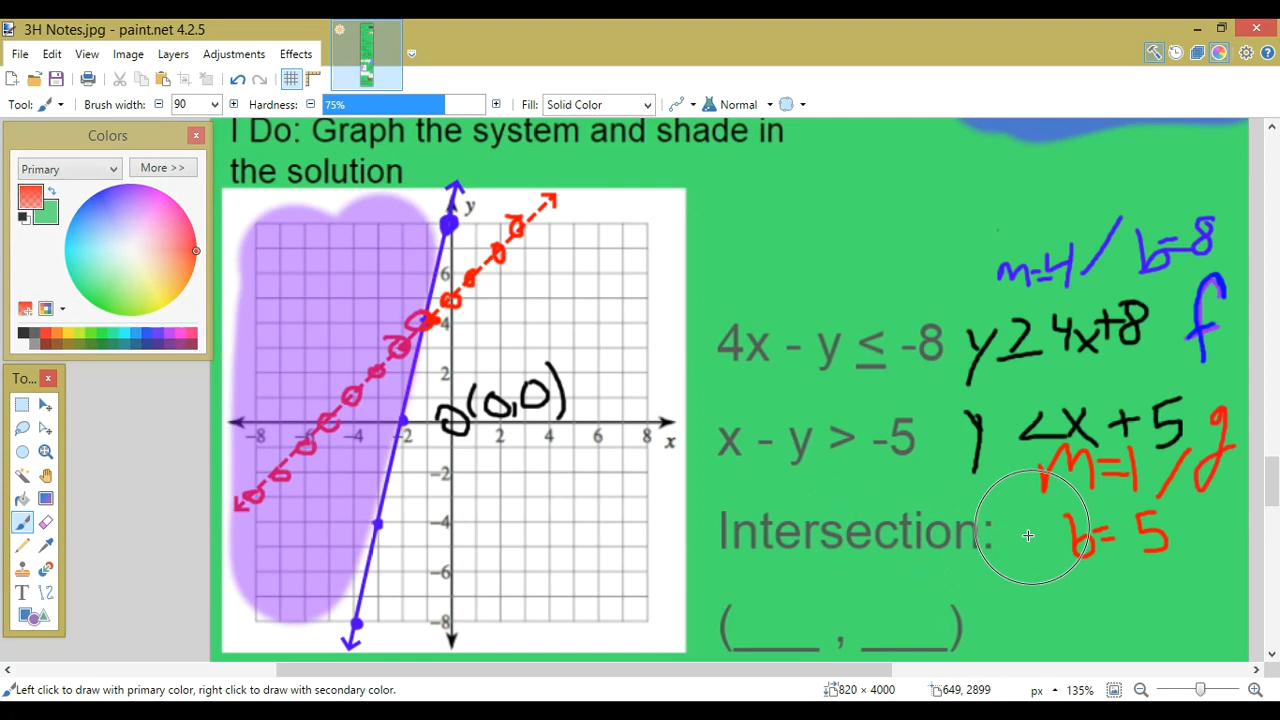 3H Notes.jpg - paint.net 4.2.5
File Edit View Image Layers Adjustments Effects
Tool: Brush width: 90 Hardness: 75% Fill: Solid Color Normal
Colors
Primary More >>
To...
I Do: Graph the system and shade in
the solution
y
6
4
2
-8 -4 -2 2 4 6 8 x
-2
-4
-6
-8
(0,0)
m=4 / b=8
4x - y ≤ -8 y ≥ 4x+8 f
x - y > -5 y < x + 5 g
m=1 /
Intersection: b=5
(____ , ____)
Left click to draw with primary color, right click to draw with secondary color. 820 × 4000 649, 2899 px 135%